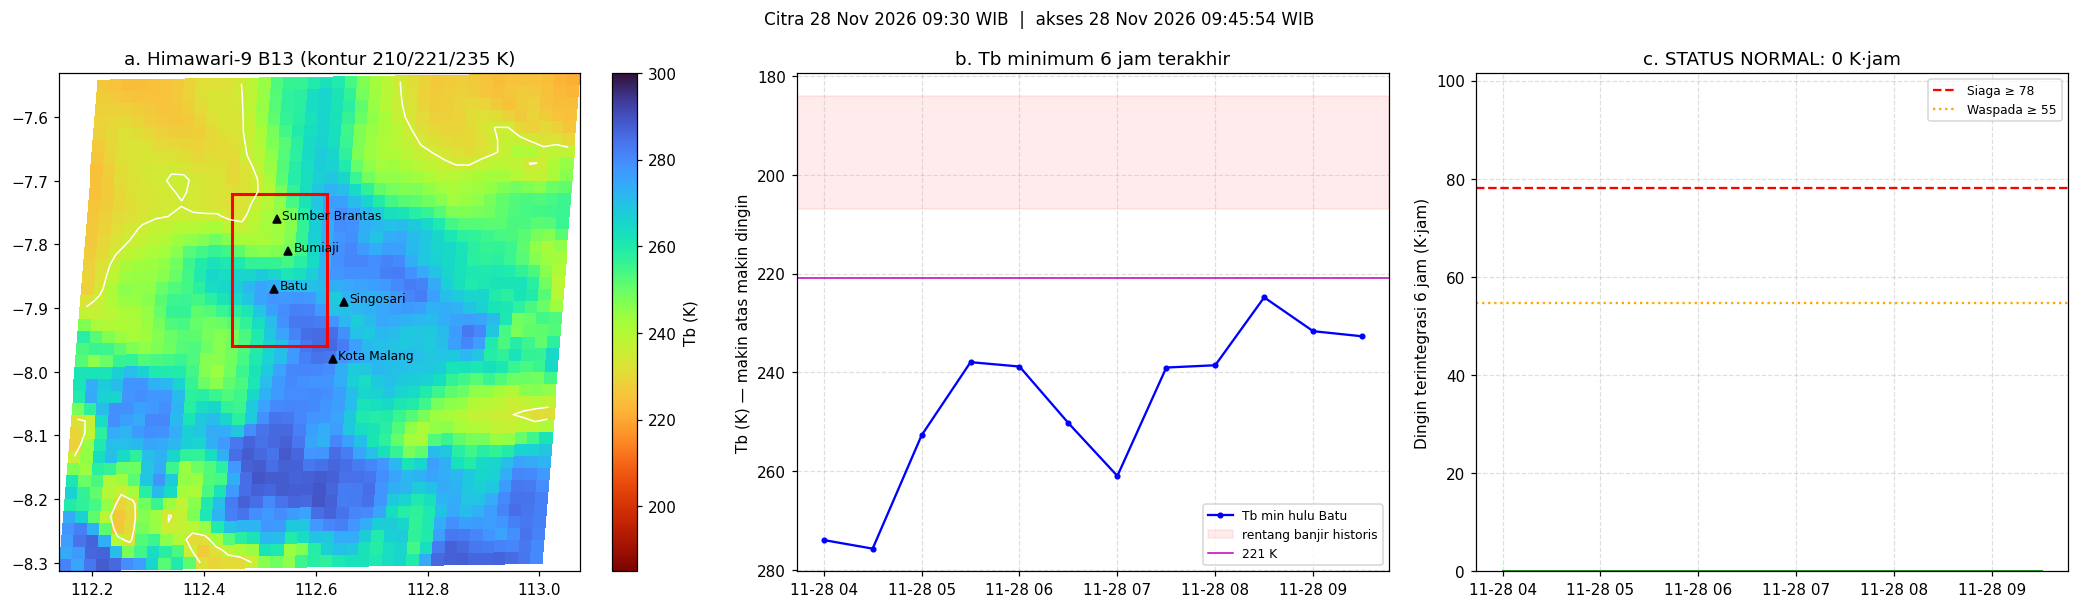 Citra 28 Nov 2026 09:30 WIB | akses 28 Nov 2026 09:45:54 WIB
a. Himawari-9 B13 (kontur 210/221/235 K)
−7.6
−7.7
−7.8
−7.9
−8.0
−8.1
−8.2
−8.3
112.2
112.4
112.6
112.8
113.0
Sumber Brantas
Bumiaji
Batu
Singosari
Kota Malang
300
280
260
240
220
200
Tb (K)
b. Tb minimum 6 jam terakhir
Tb (K) — makin atas makin dingin
180
200
220
240
260
280
11-28 04
11-28 05
11-28 06
11-28 07
11-28 08
11-28 09
Tb min hulu Batu
rentang banjir historis
221 K
c. STATUS NORMAL: 0 K·jam
Dingin terintegrasi 6 jam (K·jam)
100
80
60
40
20
0
11-28 04
11-28 05
11-28 06
11-28 07
11-28 08
11-28 09
Siaga ≥ 78
Waspada ≥ 55